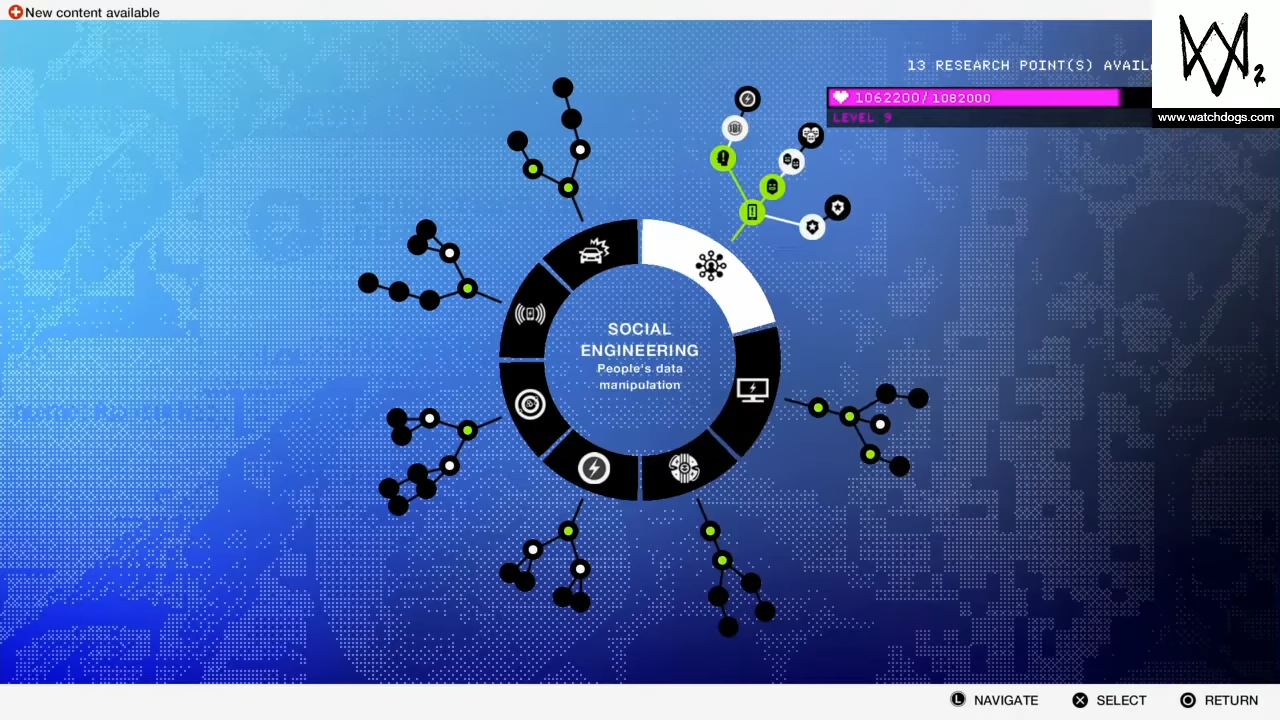 New content available
13 RESEARCH POINT(S) AVAIL
1062200/1082000
LEVEL 9
2
www.watchdogs.com
SOCIAL
ENGINEERING
People's data
manipulation
L NAVIGATE
SELECT
RETURN